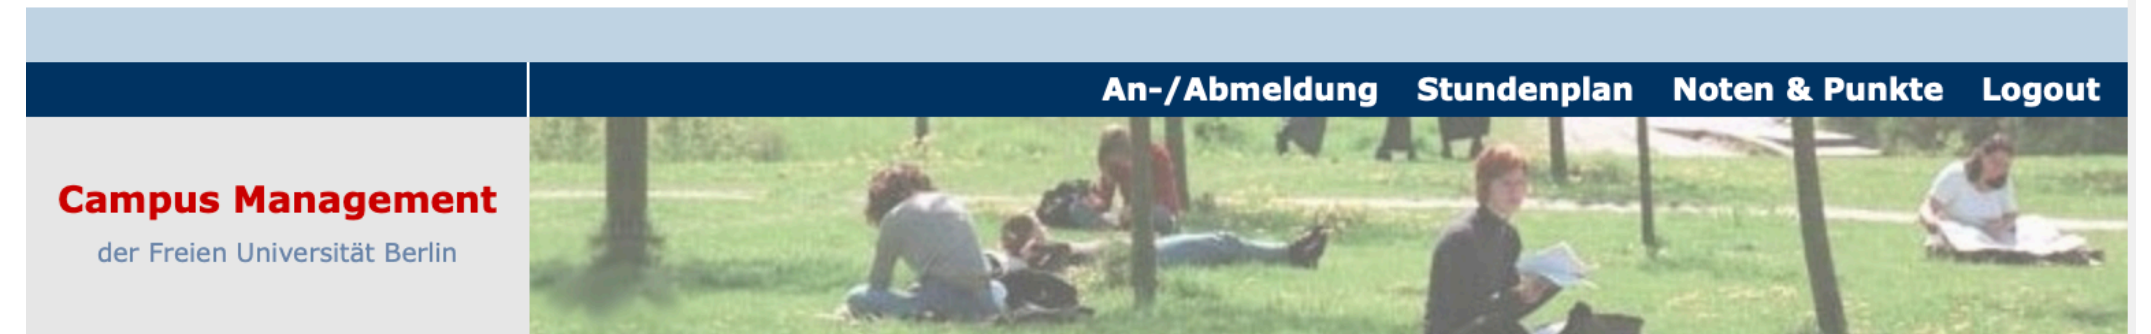 An-/Abmeldung Stundenplan Noten & Punkte Logout
Campus Management
der Freien Universität Berlin